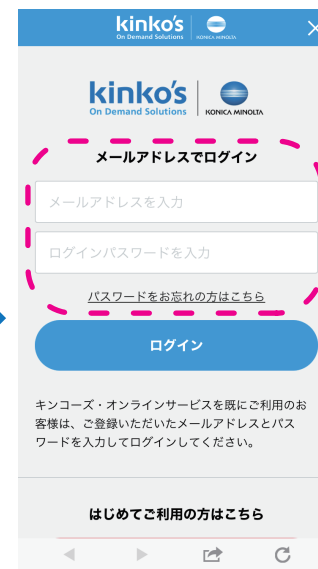 kinko's
On Demand Solutions
KONICA MINOLTA
kinko's
On Demand Solutions
KONICA MINOLTA
メールアドレスでログイン
メールアドレスを入力
ログインパスワードを入力
パスワードをお忘れの方はこちら
ログイン
キンコーズ・オンラインサービスを既にご利用のお
客様は、ご登録いただいたメールアドレスとパス
ワードを入力してログインしてください。
はじめてご利用の方はこちら